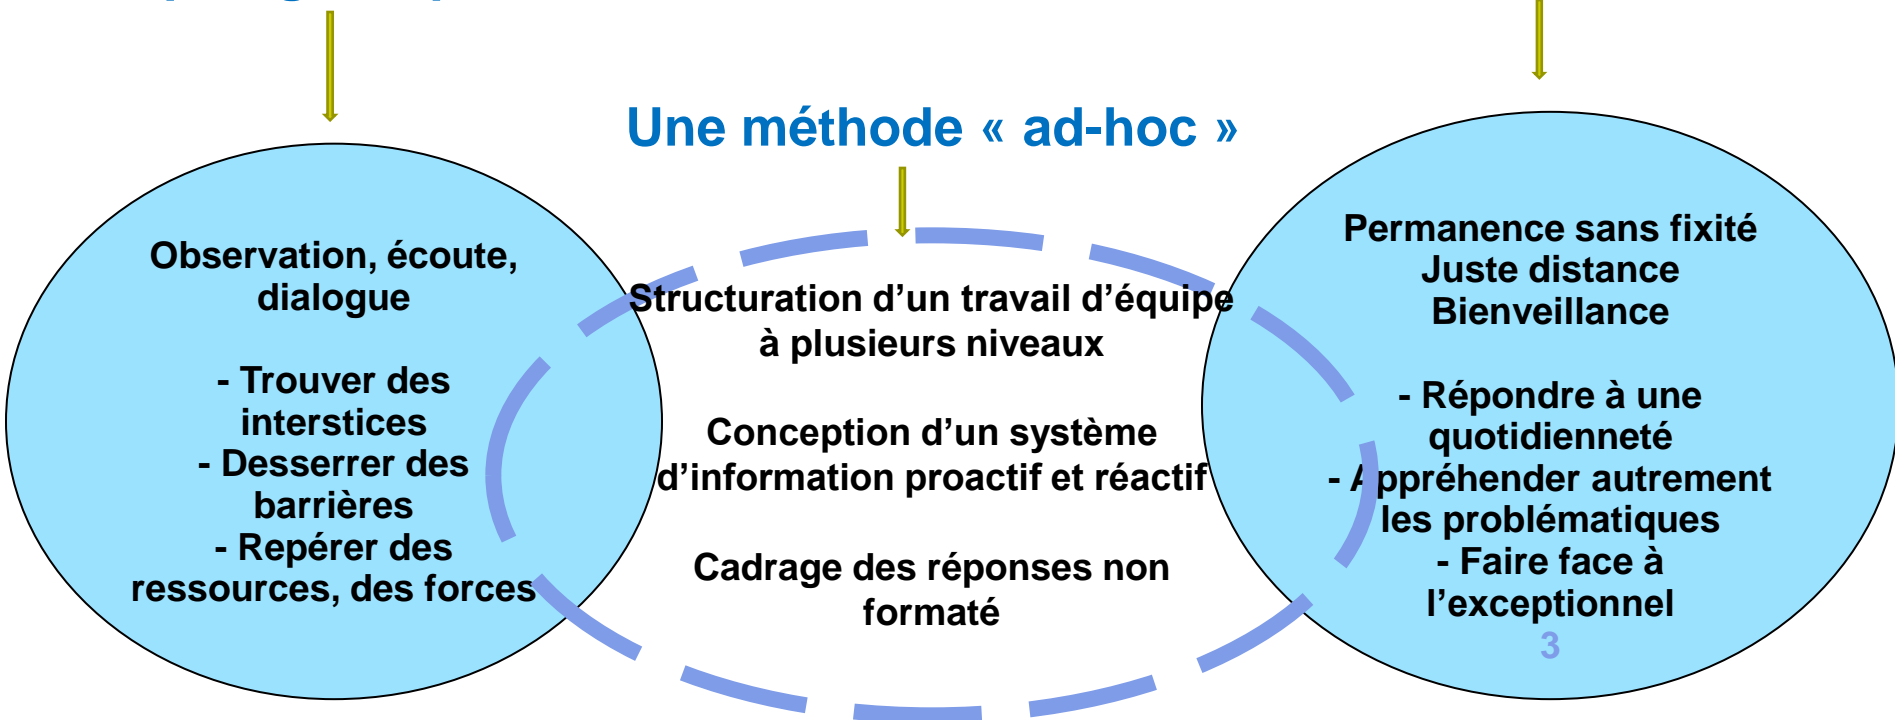 Une méthode « ad-hoc »
Observation, écoute,
dialogue
- Trouver des
interstices
- Desserrer des
barrières
- Repérer des
ressources, des forces
Structuration d’un travail d’équipe
à plusieurs niveaux
Conception d’un système
d’information proactif et réactif
Cadrage des réponses non
formaté
Permanence sans fixité
Juste distance
Bienveillance
- Répondre à une
quotidienneté
- Appréhender autrement
les problématiques
- Faire face à
l’exceptionnel
3